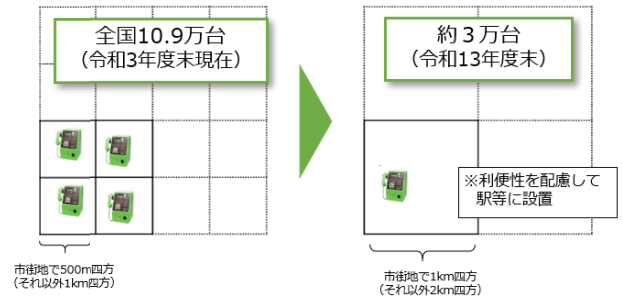 全国10.9万台
（令和3年度末現在）
約３万台
（令和13年度末）
※利便性を配慮して
駅等に設置
市街地で500m四方
（それ以外1km四方）
市街地で1km四方
（それ以外2km四方）